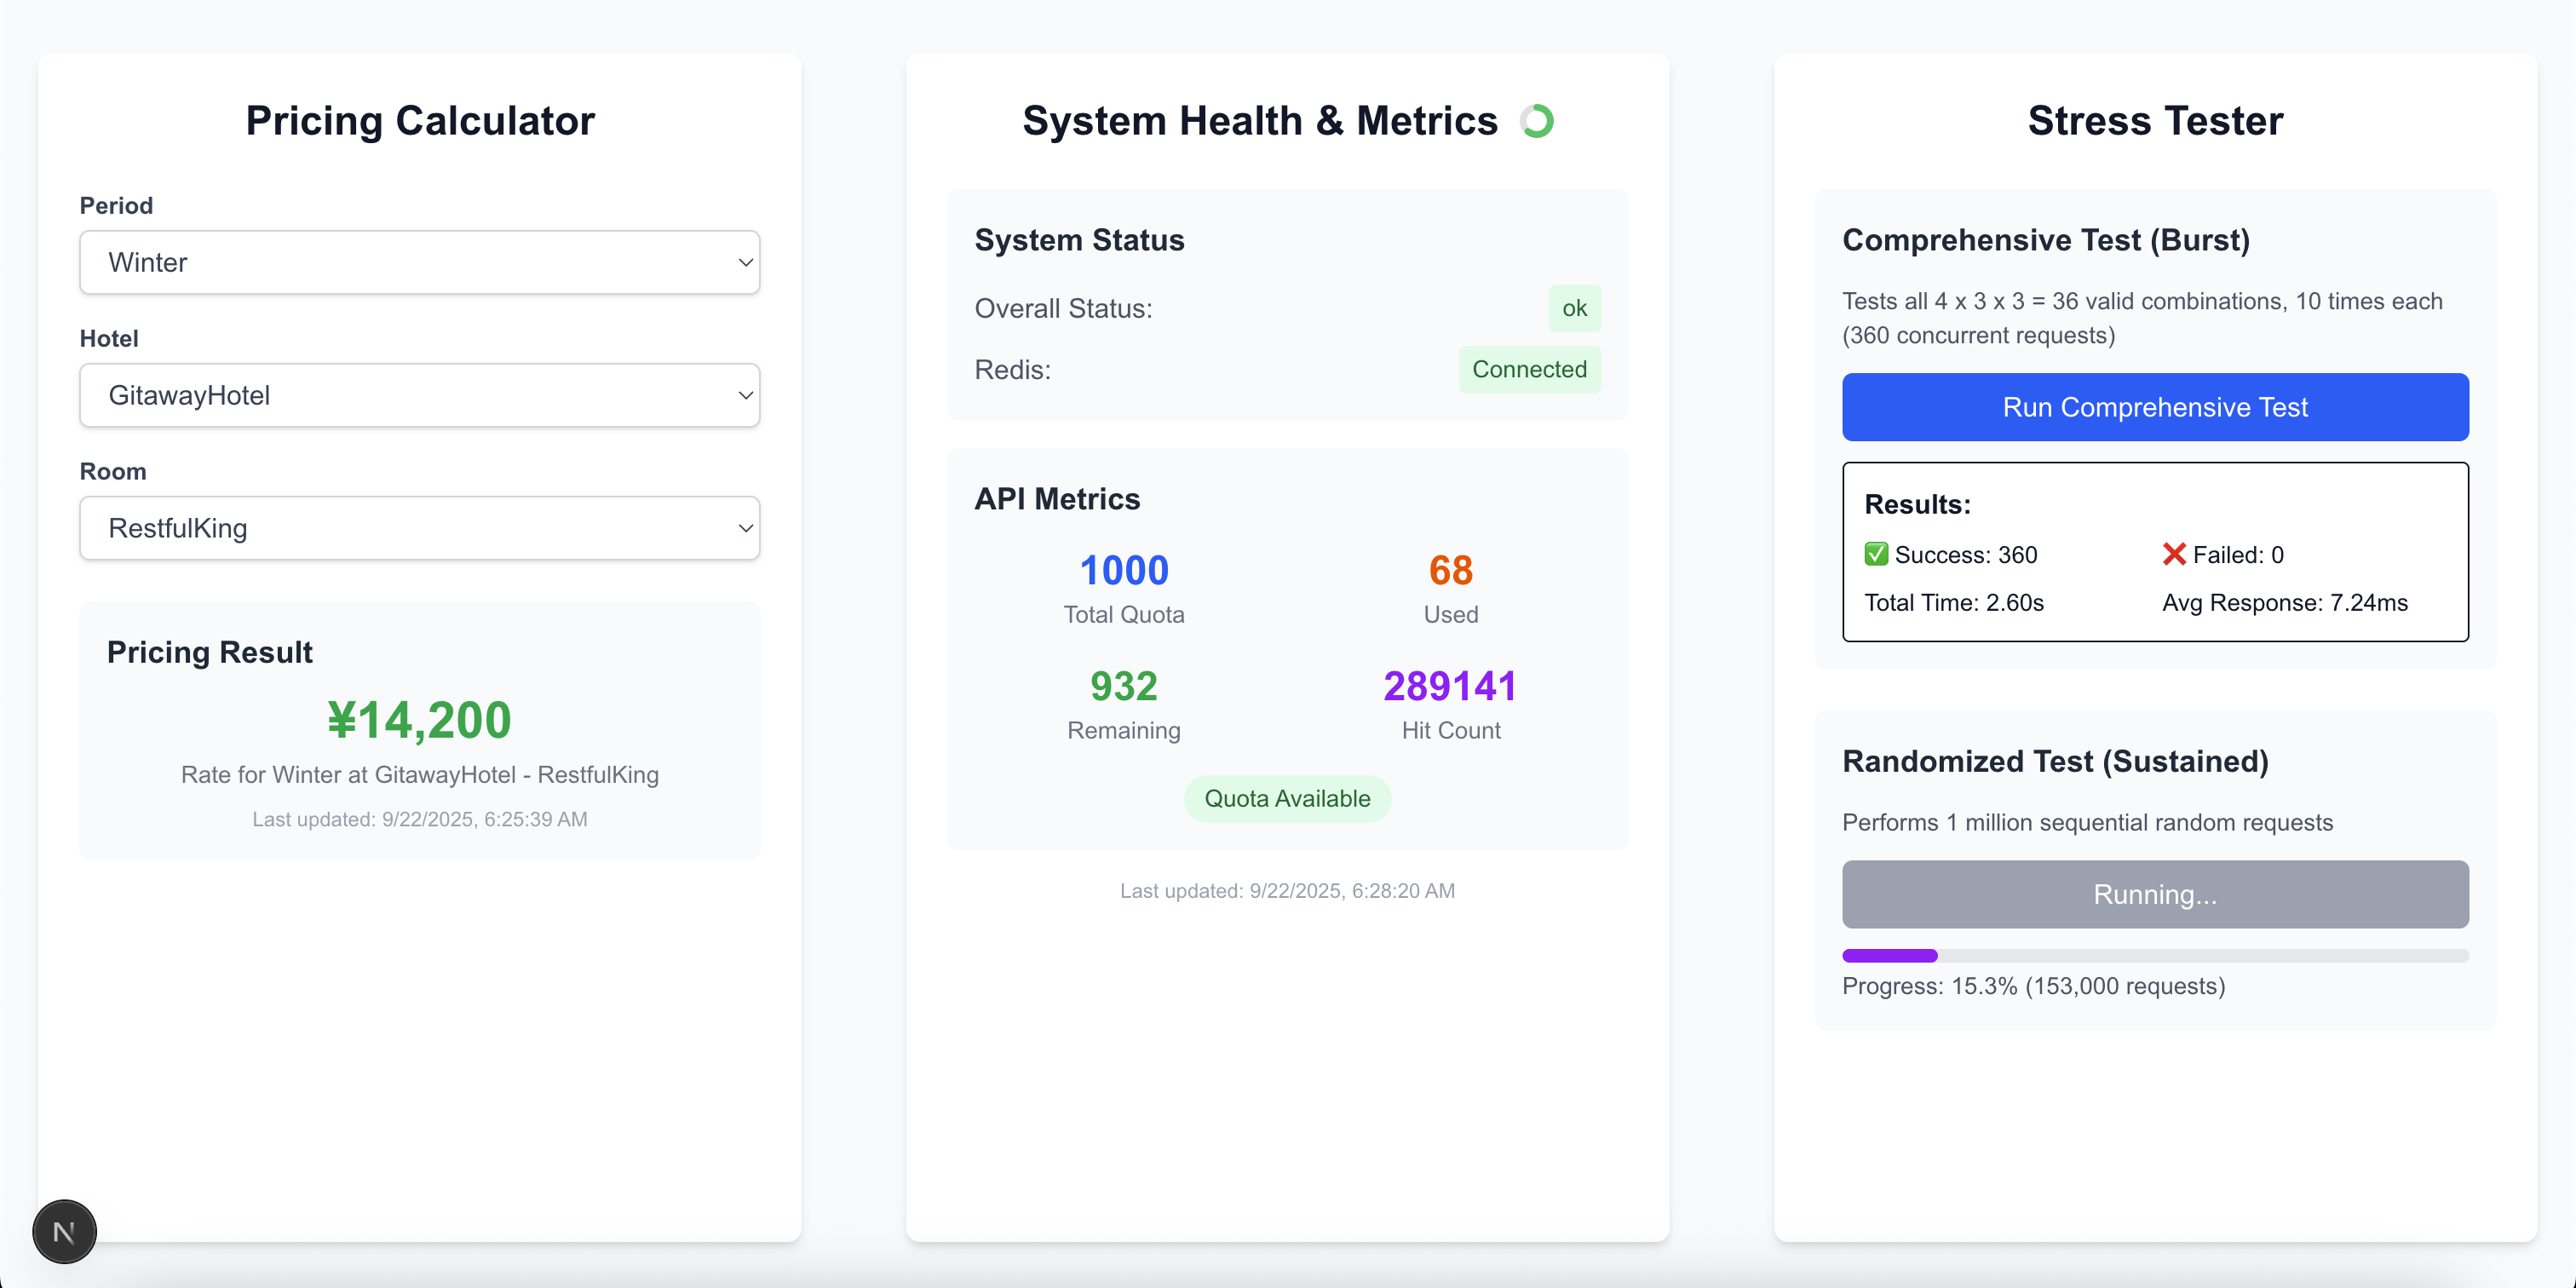 Pricing Calculator
Period
Winter
Hotel
GitawayHotel
Room
RestfulKing
Pricing Result
¥14,200
Rate for Winter at GitawayHotel - RestfulKing
Last updated: 9/22/2025, 6:25:39 AM
N
System Health & Metrics
System Status
Overall Status: ok
Redis: Connected
API Metrics
1000 68
Total Quota Used
932 289141
Remaining Hit Count
Quota Available
Last updated: 9/22/2025, 6:28:20 AM
Stress Tester
Comprehensive Test (Burst)
Tests all 4 x 3 x 3 = 36 valid combinations, 10 times each
(360 concurrent requests)
Run Comprehensive Test
Results:
✅ Success: 360 ❌ Failed: 0
Total Time: 2.60s Avg Response: 7.24ms
Randomized Test (Sustained)
Performs 1 million sequential random requests
Running...
Progress: 15.3% (153,000 requests)